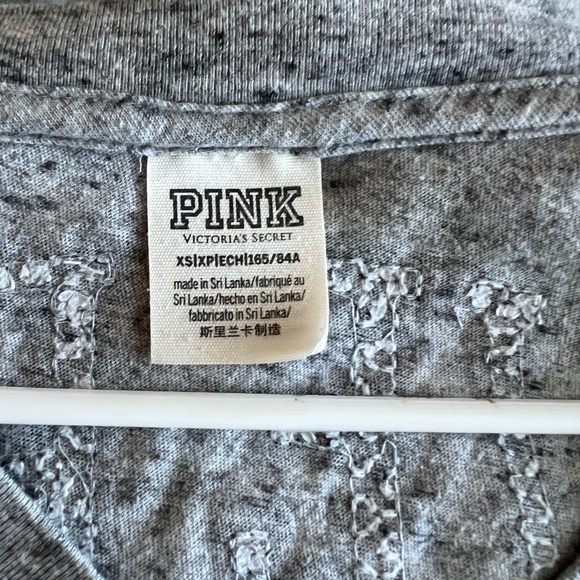 PINK
VICTORIA'S SECRET
XS|XP|ECH|165/84A
made in Sri Lanka/fabriqué au
Sri Lanka/hecho en Sri Lanka/
fabbricato in Sri Lanka/
斯里兰卡制造